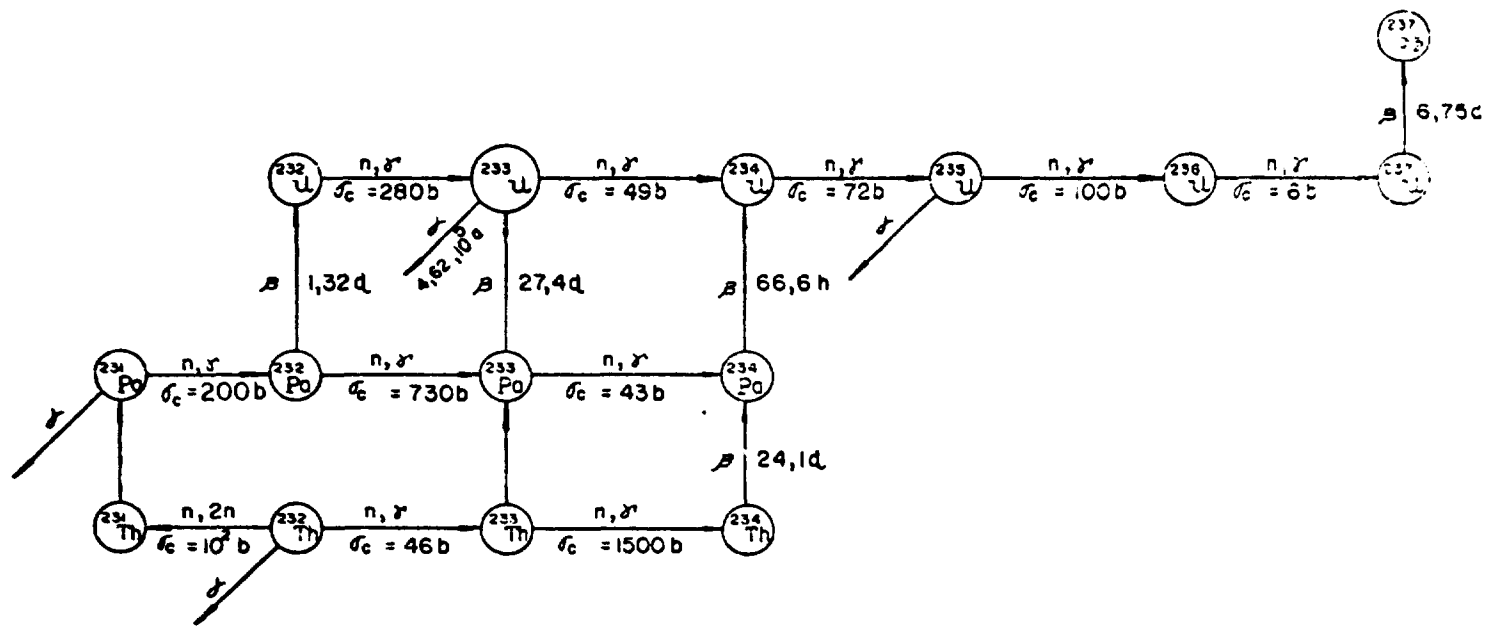 237
β 6,75d
232 U
n,γ
σc = 280b
233 U
n,γ
σc = 49b
234 U
n,γ
σc = 72b
235 U
n,γ
σc = 100b
236 U
n,γ
σc = 6b
237
γ
4,62.10⁵a
γ
β 1,32d
β 27,4d
β 66,6h
231 Pa
n,γ
σc = 200b
232 Pa
n,γ
σc = 730b
233 Pa
n,γ
σc = 43b
234 Pa
γ
β 24,1d
231 Th
n,2n
σc = 10² b
232 Th
n,γ
σc = 46b
233 Th
n,γ
σc = 1500b
234 Th
γ